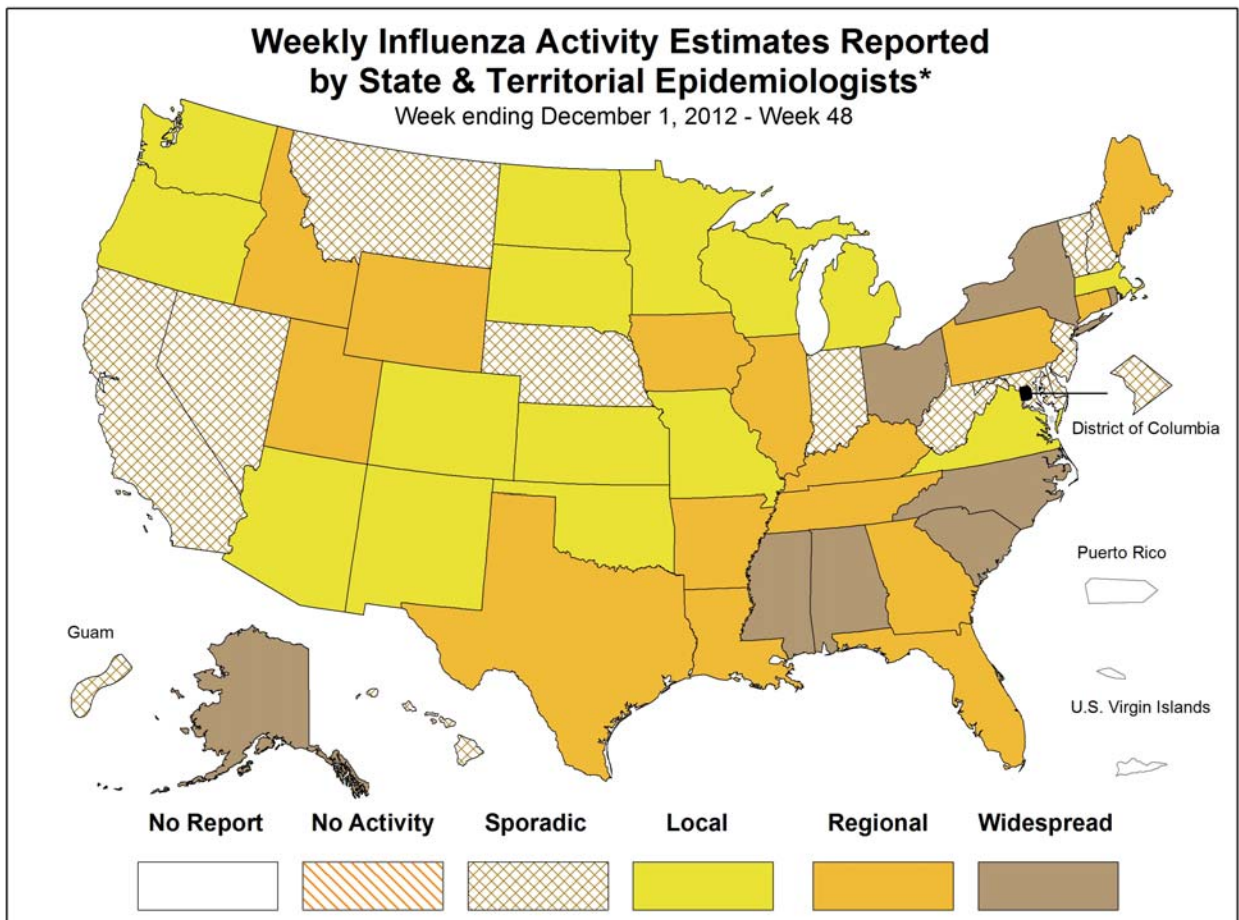 Weekly Influenza Activity Estimates Reported
by State & Territorial Epidemiologists*
Week ending December 1, 2012 - Week 48
District of Columbia
Puerto Rico
Guam
U.S. Virgin Islands
No Report
No Activity
Sporadic
Local
Regional
Widespread